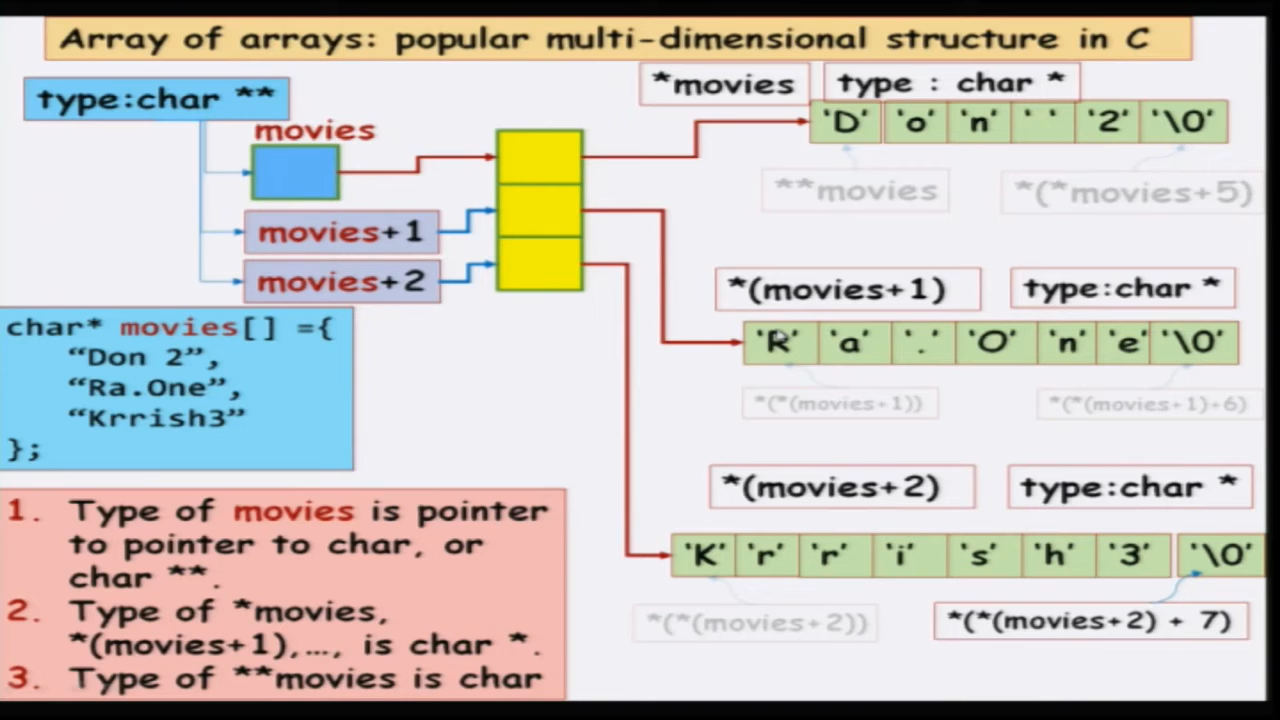 Array of arrays: popular multi-dimensional structure in C
type:char **
*movies
type : char *
movies
'D' 'o' 'n' ' ' '2' '\0'
**movies
*(*movies+5)
movies+1
movies+2
*(movies+1)
type:char *
'R' 'a' '.' 'O' 'n' 'e' '\0'
*(*(movies+1))
*(*(movies+1)+6)
char* movies[] ={
“Don 2”,
“Ra.One”,
“Krrish3”
};
*(movies+2)
type:char *
'K' 'r' 'r' 'i' 's' 'h' '3' '\0'
*(*(movies+2))
*(*(movies+2) + 7)
1. Type of movies is pointer
to pointer to char, or
char **.
2. Type of *movies,
*(movies+1),…, is char *.
3. Type of **movies is char